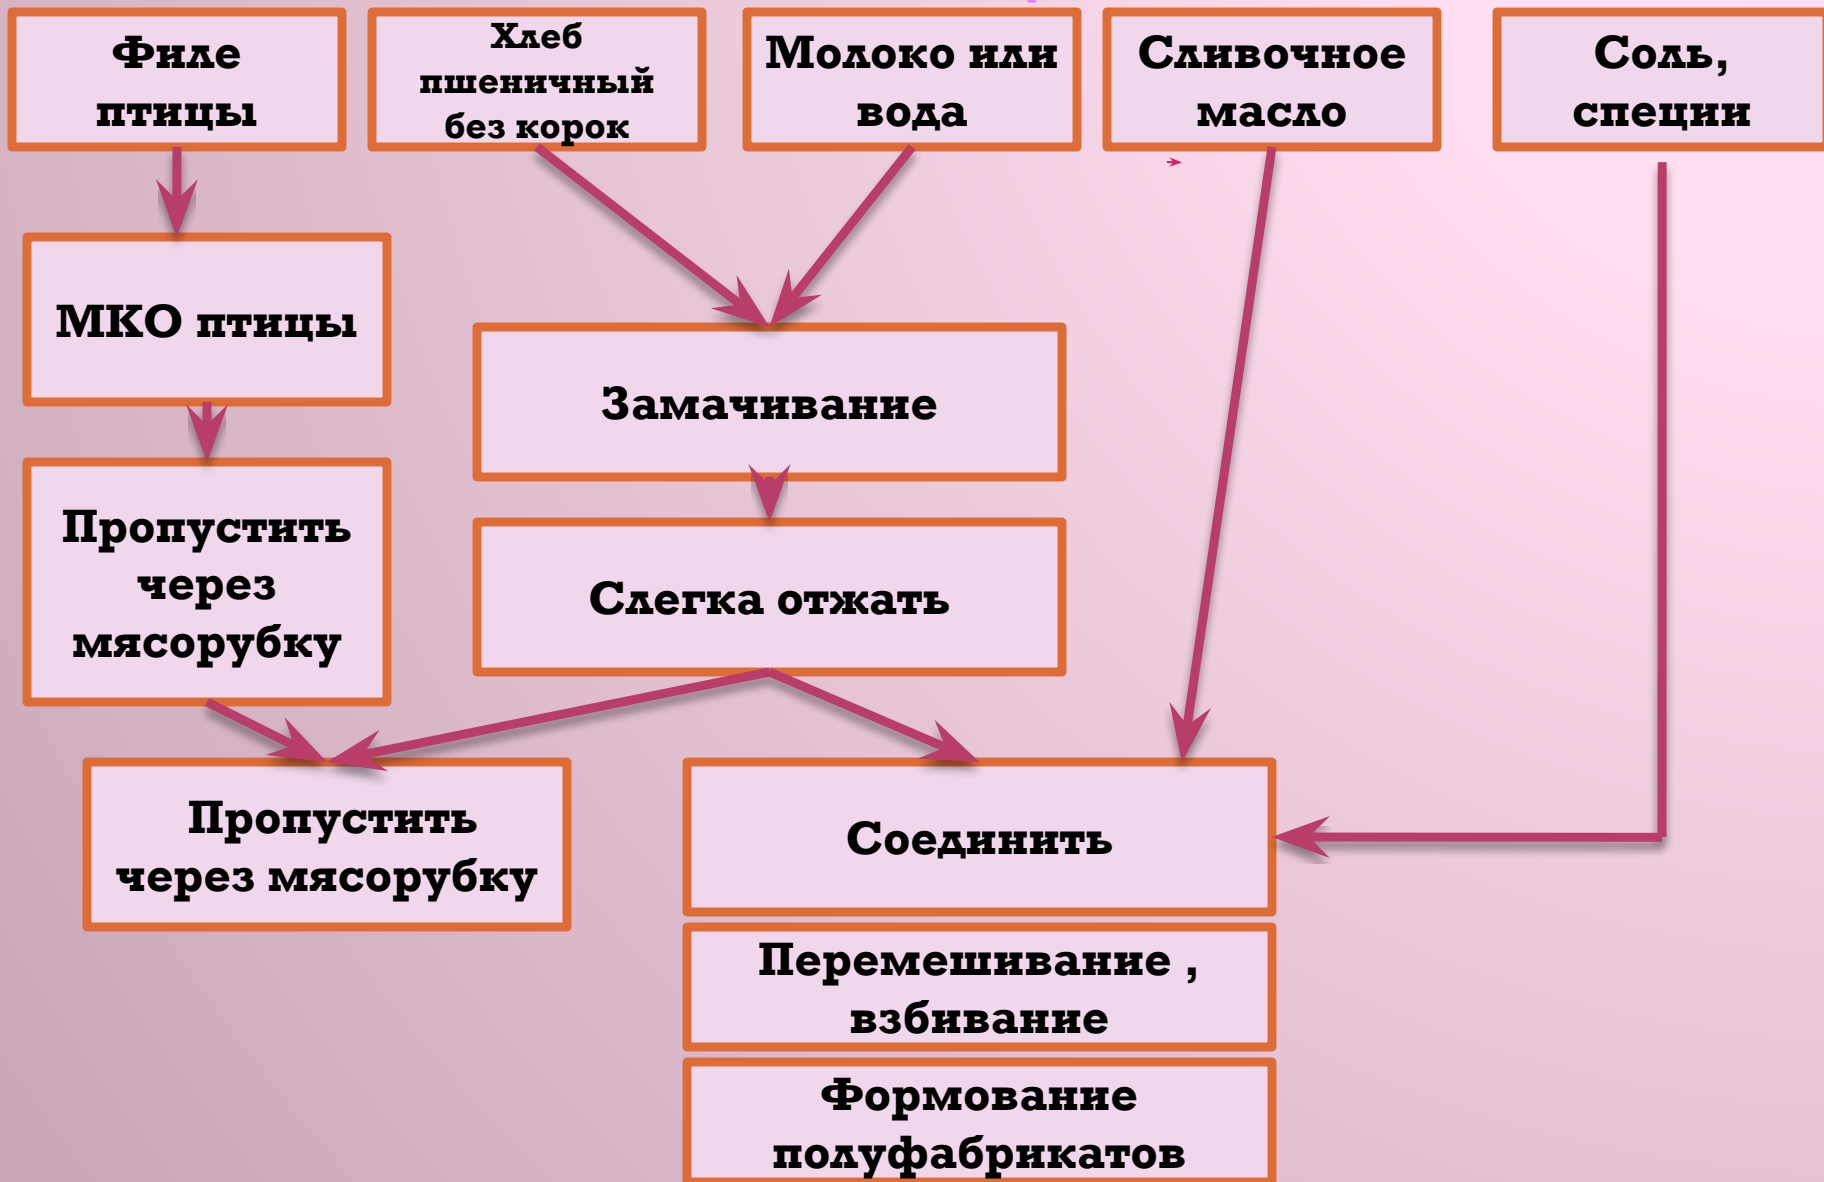 Филе
птицы
Хлеб
пшеничный
без корок
Молоко или
вода
Сливочное
масло
Соль,
специи
МКО птицы
Замачивание
Пропустить
через
мясорубку
Слегка отжать
Пропустить
через мясорубку
Соединить
Перемешивание ,
взбивание
Формование
полуфабрикатов